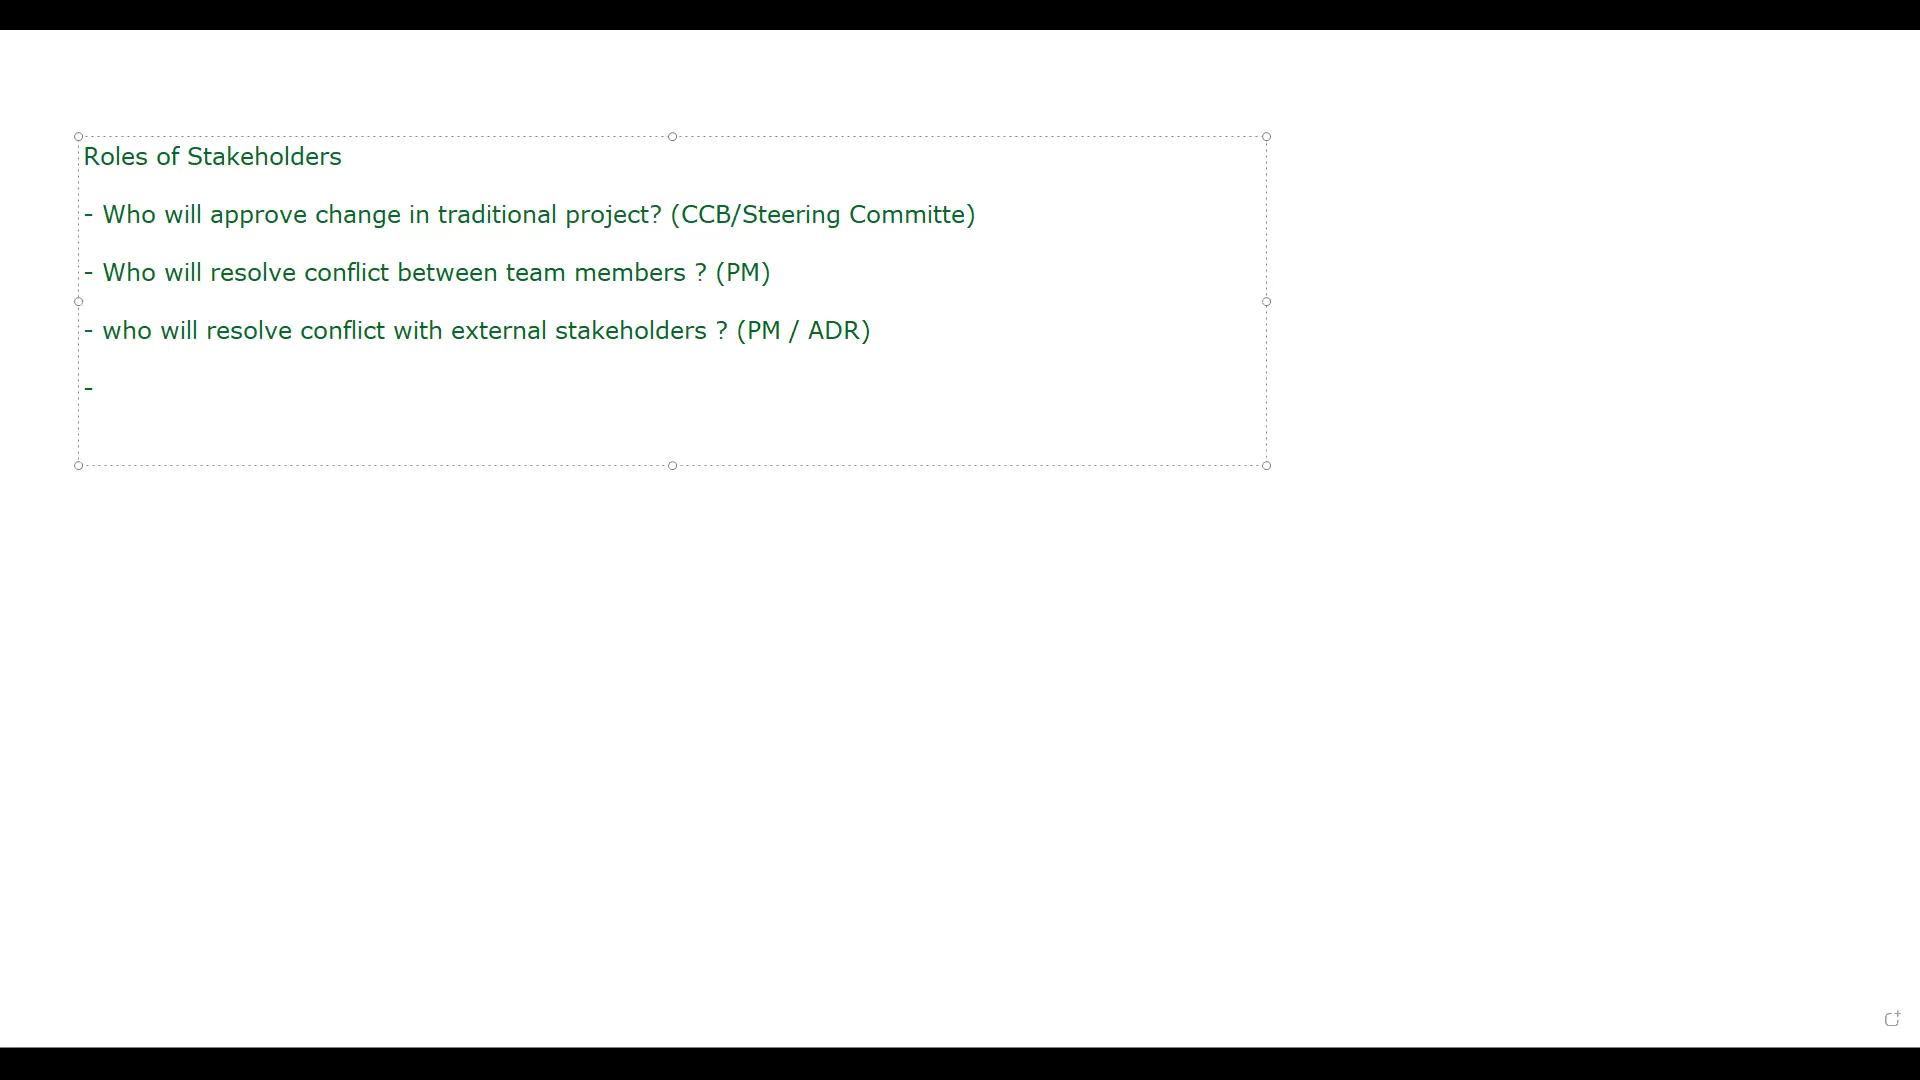 Roles of Stakeholders
- Who will approve change in traditional project? (CCB/Steering Committe)
- Who will resolve conflict between team members ? (PM)
- who will resolve conflict with external stakeholders ? (PM / ADR)
-